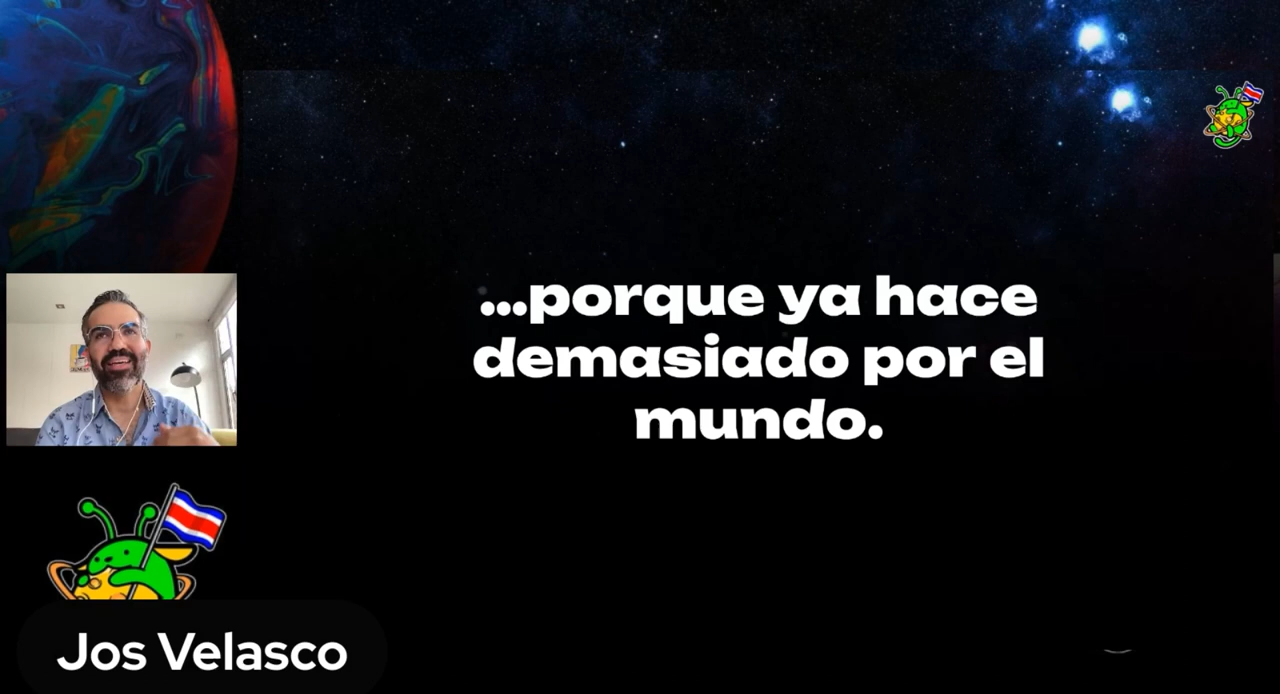 ...porque ya hace
demasiado por el
mundo.
Jos Velasco